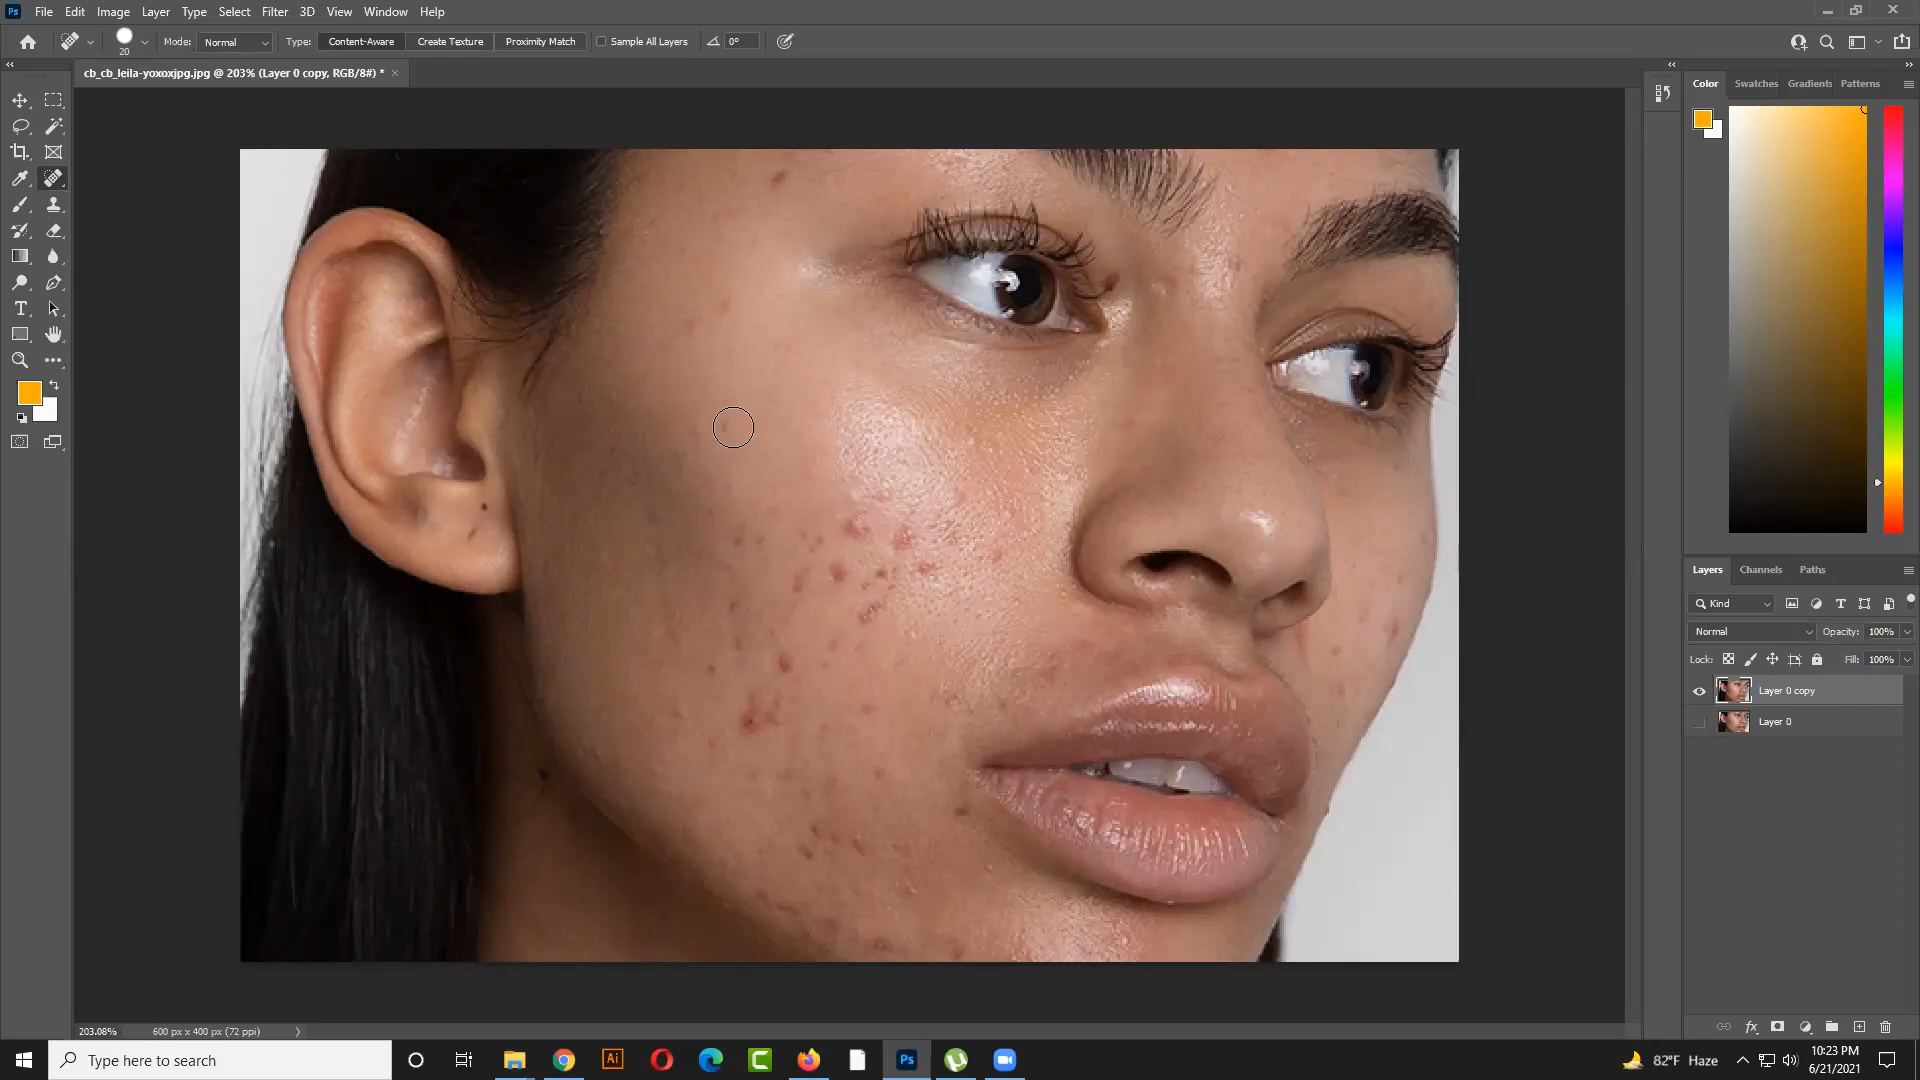 Ps File Edit Image Layer Type Select Filter 3D View Window Help
20 Mode: Normal Type: Content-Aware Create Texture Proximity Match Sample All Layers 0°
cb_cb_leila-yoxoxjpg.jpg @ 203% (Layer 0 copy, RGB/8#) * ×
Color Swatches Gradients Patterns
Layers Channels Paths
Kind
Normal Opacity: 100%
Lock: Fill: 100%
Layer 0 copy
Layer 0
fx
203.08% 600 px x 400 px (72 ppi)
Type here to search
Ai
Ps
82°F Haze
10:23 PM
6/21/2021